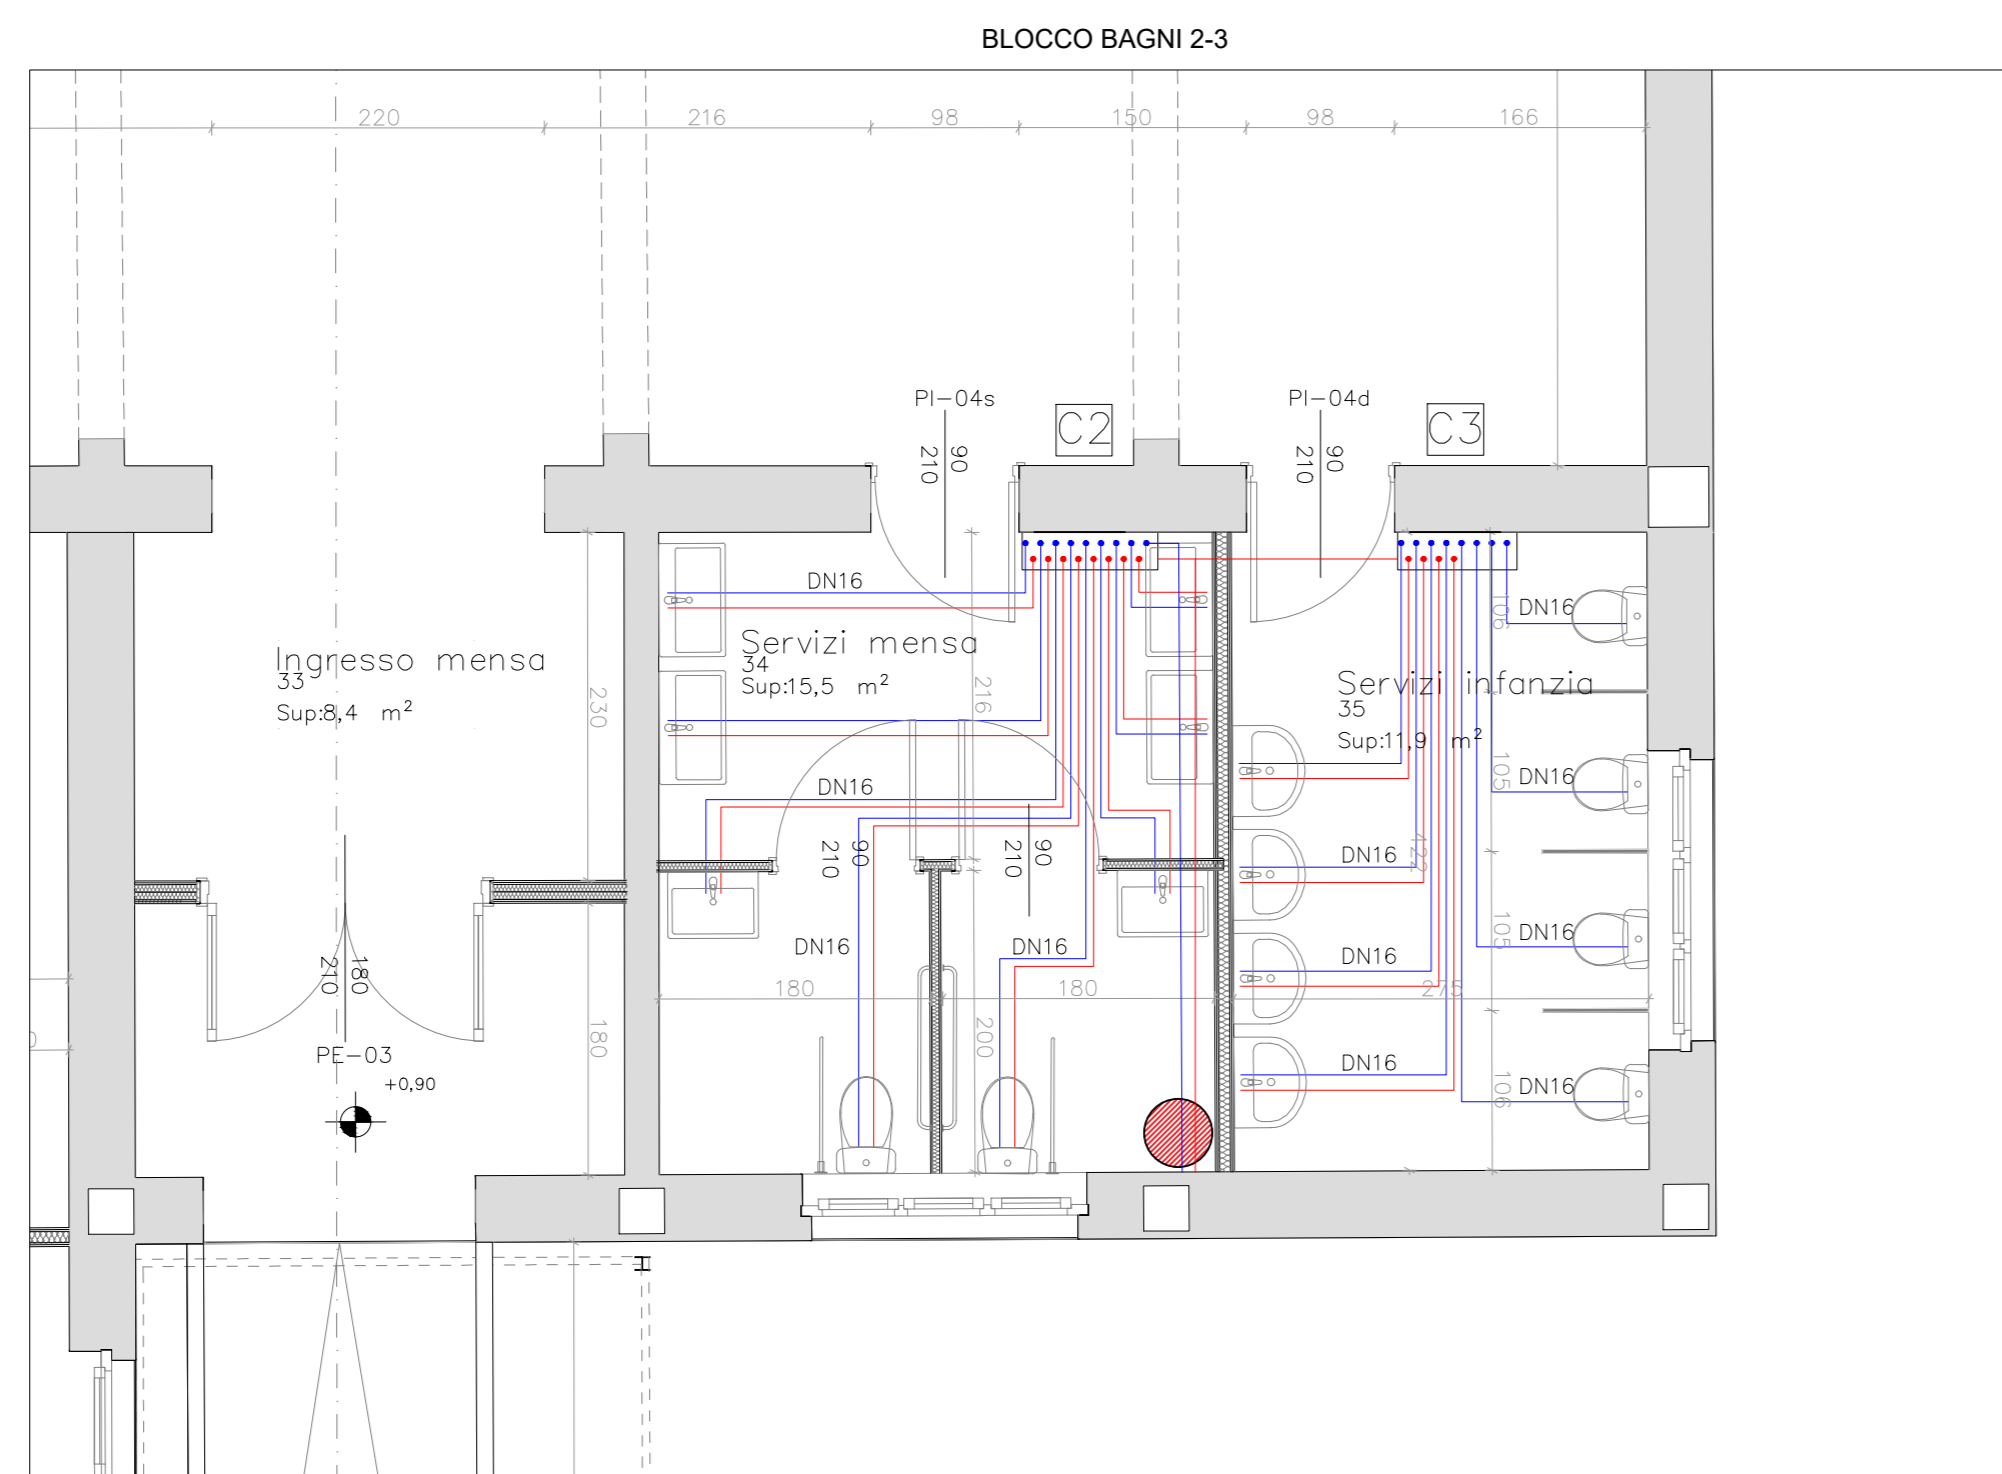 BLOCCO BAGNI 2-3
220
216
98
150
98
166
PI-04s
90
210
C2
PI-04d
90
210
C3
DN16
DN16
106
Servizi mensa
34
Sup:15,5 m²
Ingresso mensa
33
Sup:8,4 m²
230
216
Servizi infanzia
35
Sup:11,9 m²
DN16
105
DN16
90
210
90
210
DN16
422
DN16
DN16
DN16
105
DN16
180
210
180
180
275
180
200
PE-03
+0,90
DN16
DN16
106